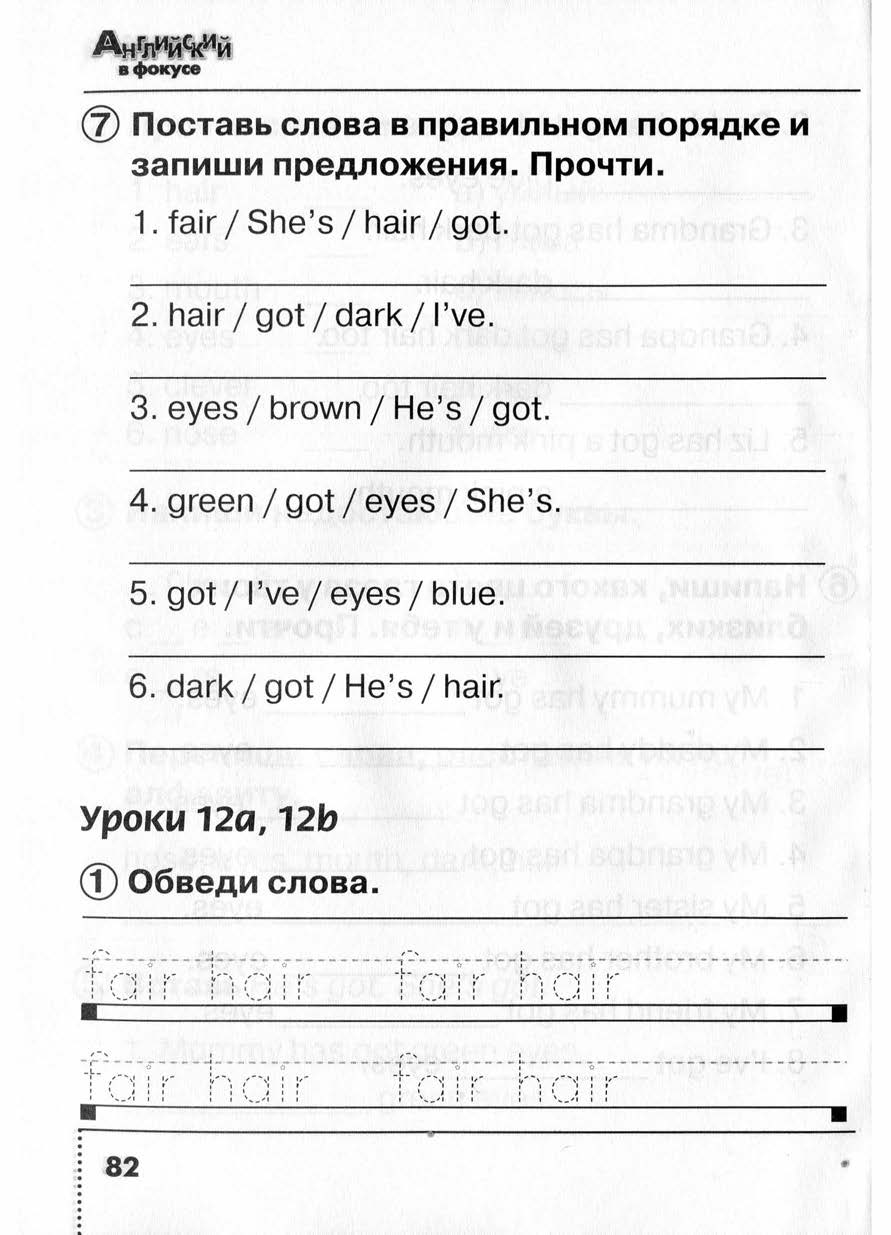 Английский
в фокусе
7 Поставь слова в правильном порядке и
запиши предложения. Прочти.
1. fair / She's / hair / got.
2. hair / got / dark / I've.
3. eyes / brown / He's / got.
4. green / got / eyes / She's.
5. got / I've / eyes / blue.
6. dark / got / He's / hair.
Уроки 12a, 12b
1 Обведи слова.
fair hair fair hair
fair hair fair hair
82